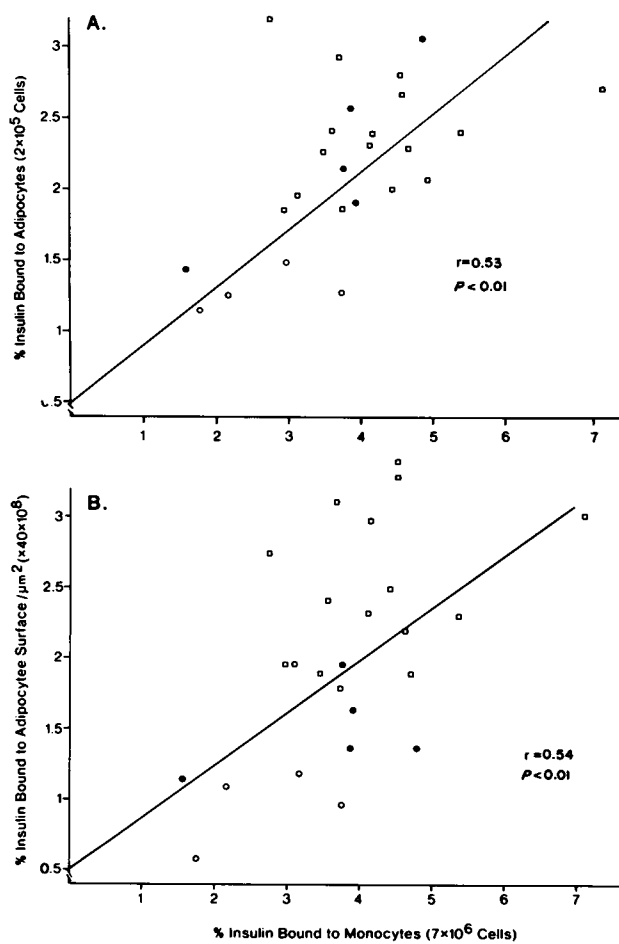 A.
% Insulin Bound to Adipocytes (2×10⁵ Cells)
3
2.5
2
1.5
1
0.5
r=0.53
P<0.01
1 2 3 4 5 6 7
B.
% Insulin Bound to Adipocytee Surface/μm² (×40×10⁸)
3
2.5
2
1.5
1
0.5
r=0.54
P<0.01
1 2 3 4 5 6 7
% Insulin Bound to Monocytes (7×10⁶ Cells)